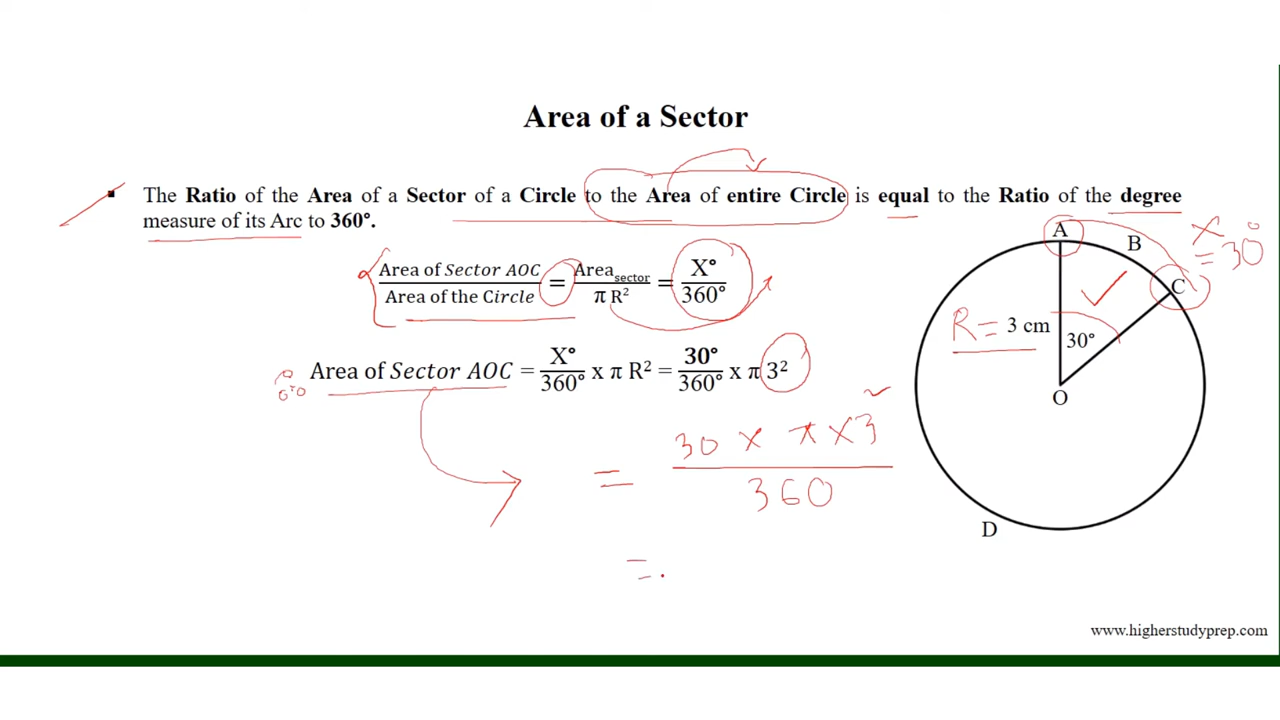 Area of a Sector
▪ The Ratio of the Area of a Sector of a Circle to the Area of entire Circle is equal to the Ratio of the degree
measure of its Arc to 360°.
Area of Sector AOC / Area of the Circle = Area sector / π R² = X° / 360°
Area of Sector AOC = X° / 360° x π R² = 30° / 360° x π 3²
= 30 x π x 3 / 360
=
A
B
C
X° = 30°
R = 3 cm
30°
O
D
www.higherstudyprep.com